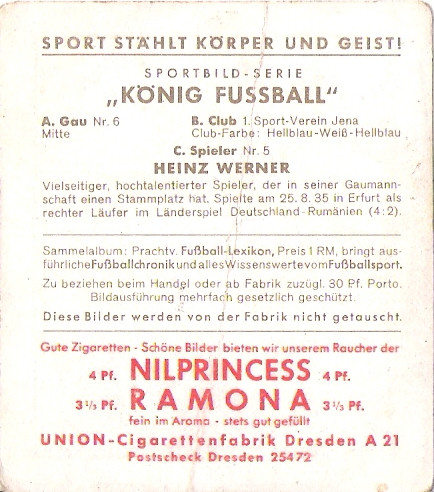 SPORT STÄHLT KÖRPER UND GEIST!
SPORTBILD-SERIE
„KÖNIG FUSSBALL“
A. Gau Nr. 6 B. Club 1. Sport-Verein Jena
Mitte Club-Farbe: Hellblau-Weiß-Hellblau
C. Spieler Nr. 5
HEINZ WERNER
Vielseitiger, hochtalentierter Spieler, der in seiner Gaumann-
schaft einen Stammplatz hat. Spielte am 25. 8. 35 in Erfurt als
rechter Läufer im Länderspiel Deutschland-Rumänien (4:2).
Sammelalbum: Prachtv. Fußball-Lexikon, Preis 1 RM, bringt aus-
führliche Fußballchronik und alles Wissenswerte vom Fußballsport.
Zu beziehen beim Handel oder ab Fabrik zuzügl. 30 Pf. Porto.
Bildausführung mehrfach gesetzlich geschützt.
Diese Bilder werden von der Fabrik nicht getauscht.
Gute Zigaretten - Schöne Bilder bieten wir unserem Raucher der
4 Pf. NILPRINCESS 4 Pf.
3 1/3 Pf. RAMONA 3 1/3 Pf.
fein im Aroma - stets gut gefüllt
UNION-Cigarettenfabrik Dresden A 21
Postscheck Dresden 25472